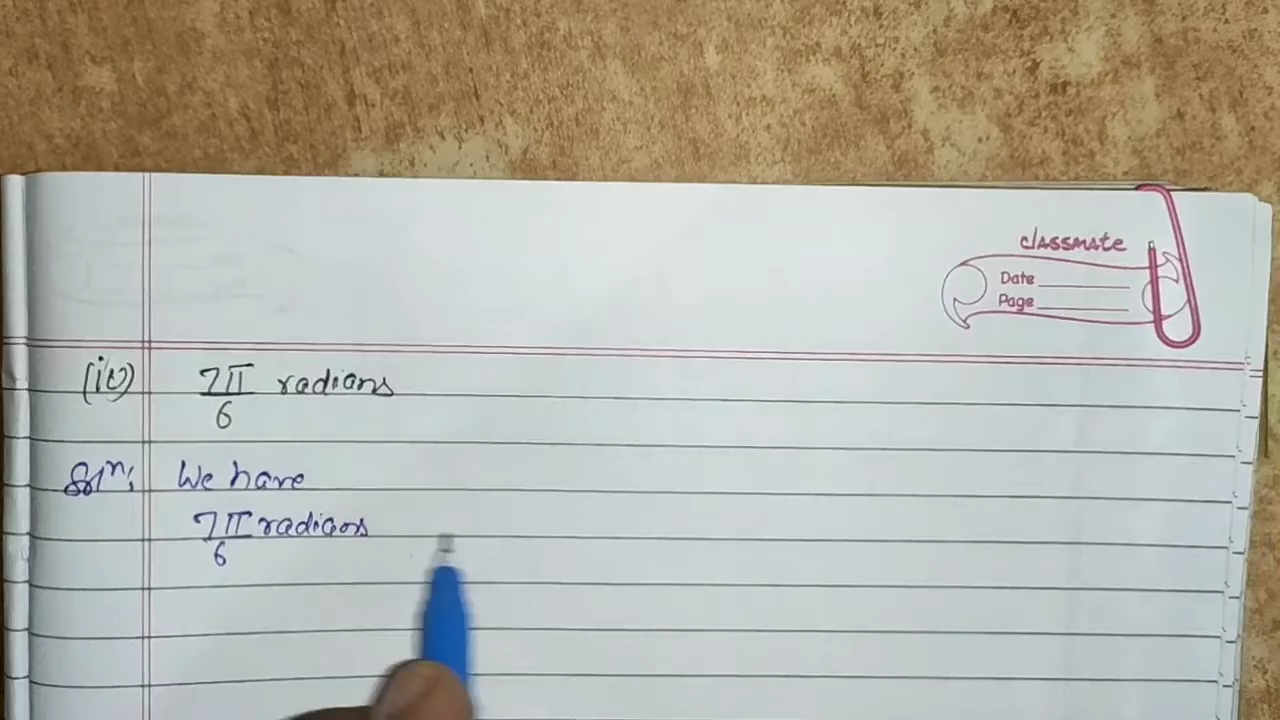 classmate
Date
Page
(iv) 7π/6 radians
Solⁿ: We have
7π/6 radians